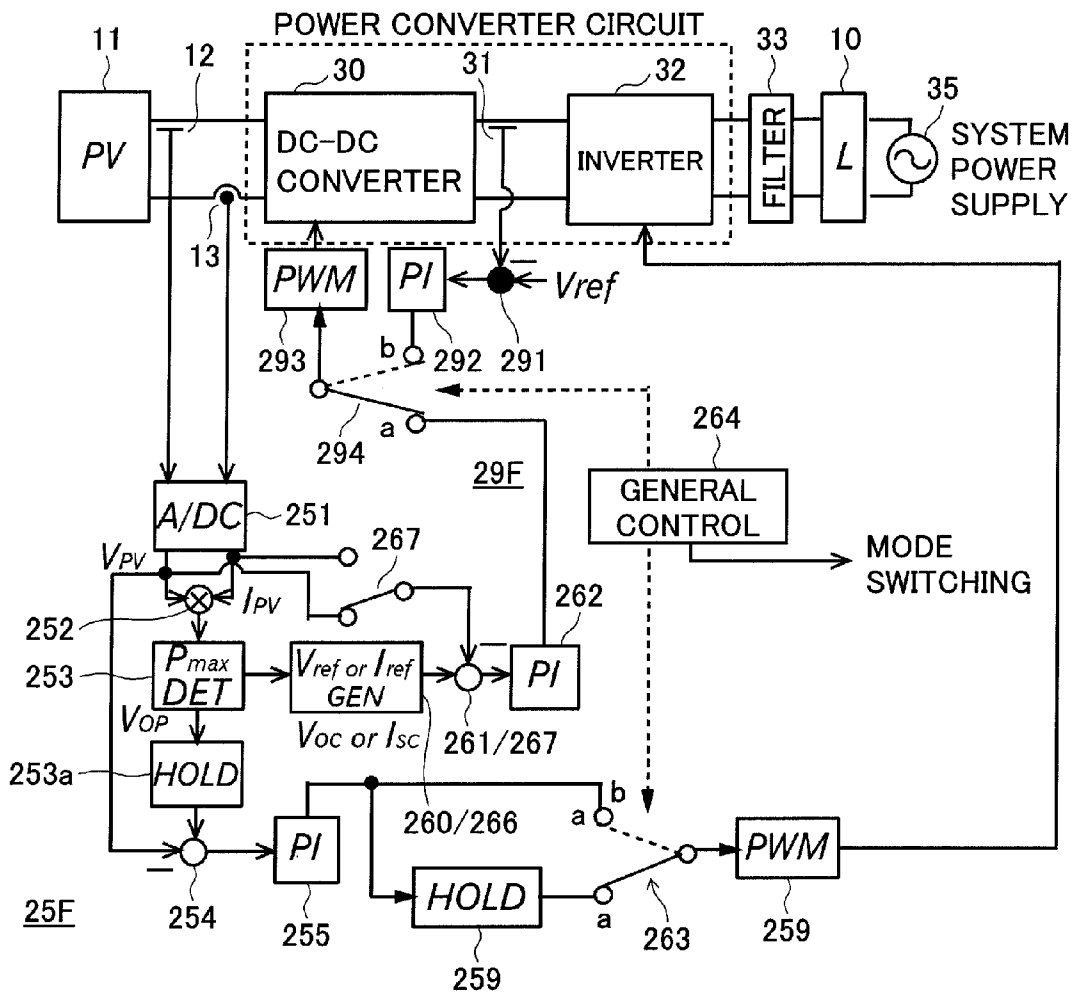 POWER CONVERTER CIRCUIT
11
12
30
31
32
33
10
35
PV
DC-DC
CONVERTER
INVERTER
FILTER
L
SYSTEM
POWER
SUPPLY
13
PWM
PI
Vref
293
292
291
b
a
294
264
29F
GENERAL
CONTROL
MODE
SWITCHING
A/DC
251
VPV
IPV
267
252
262
253
Pmax
DET
Vref or Iref
GEN
PI
VOP
VOC or ISC
261/267
253a
HOLD
260/266
b
a
PI
PWM
254
HOLD
a
25F
255
263
259
259